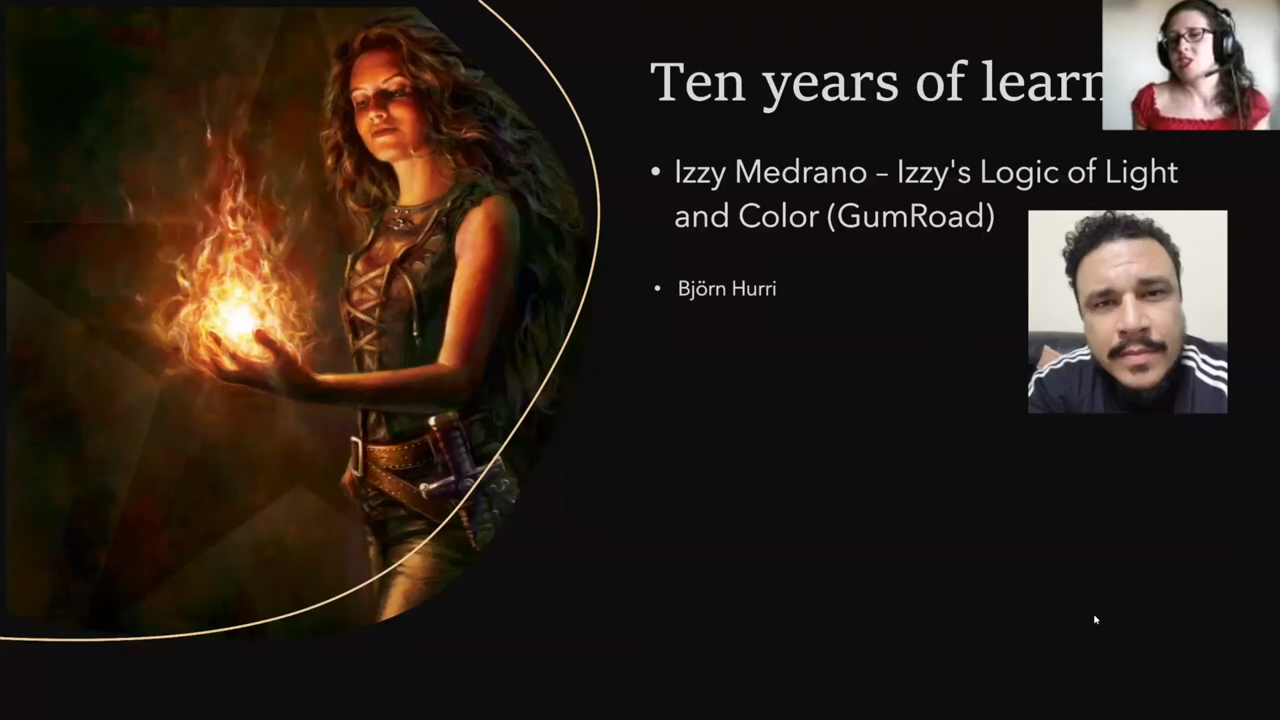 Ten years of learn
• Izzy Medrano – Izzy's Logic of Light
and Color (GumRoad)
• Björn Hurri